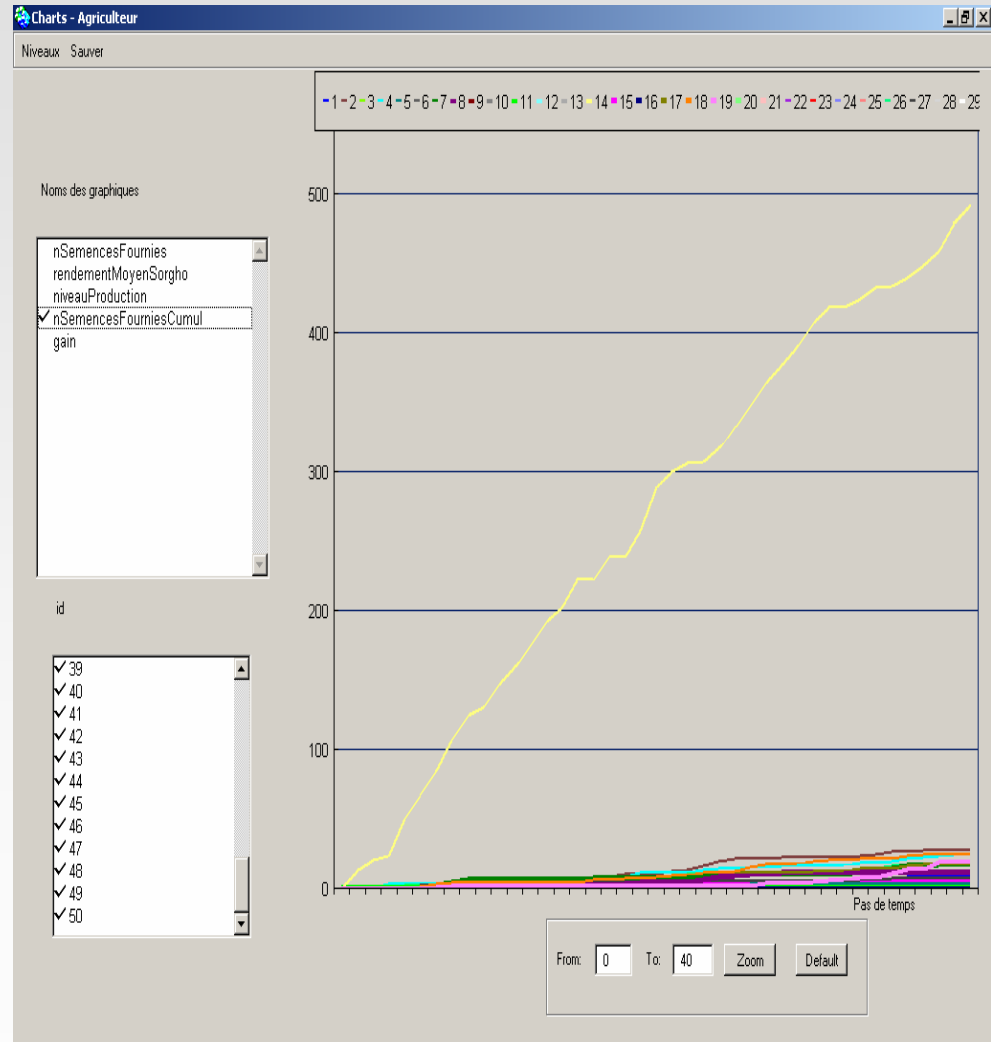 Charts - Agriculteur
Niveaux Sauver
1 2 3 4 5 6 7 8 9 10 11 12 13 14 15 16 17 18 19 20 21 22 23 24 25 26 27 28 29
Noms des graphiques
nSemencesFournies
rendementMoyenSorgho
niveauProduction
nSemencesFourniesCumul
gain
id
39
40
41
42
43
44
45
46
47
48
49
50
500
400
300
200
100
0
Pas de temps
From: 0 To: 40 Zoom Default